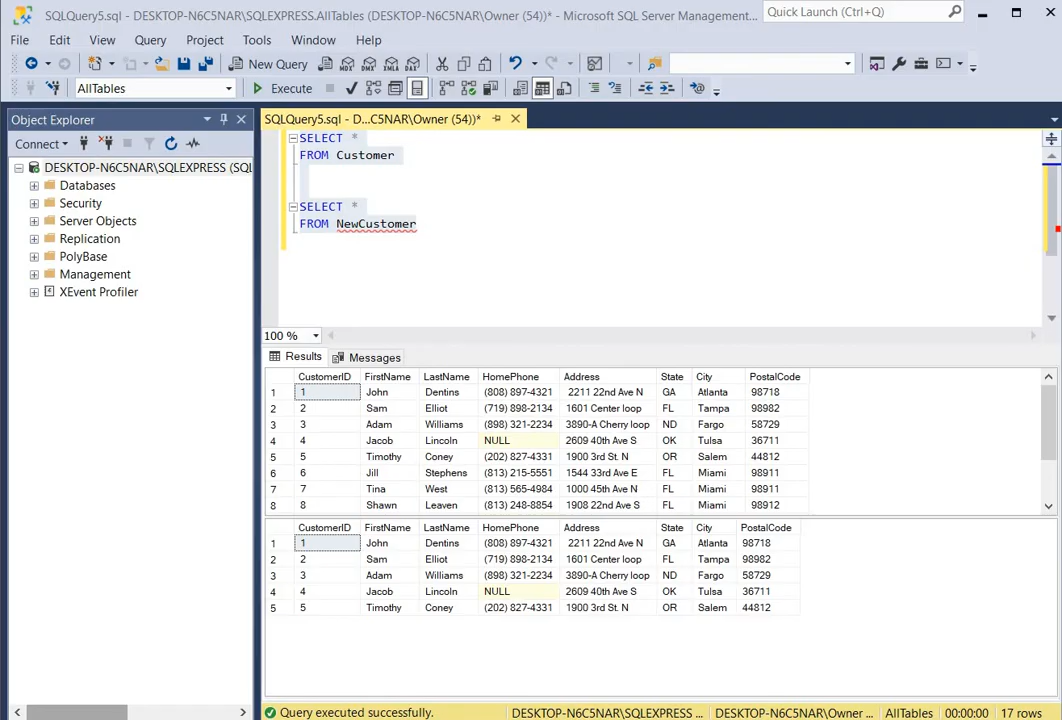 SQLQuery5.sql - DESKTOP-N6C5NAR\SQLEXPRESS.AllTables (DESKTOP-N6C5NAR\Owner (54))* - Microsoft SQL Server Management...
Quick Launch (Ctrl+Q)
File Edit View Query Project Tools Window Help
New Query MDX DMX XMLA DAX
AllTables Execute
Object Explorer
SQLQuery5.sql - D...C5NAR\Owner (54))*
Connect
DESKTOP-N6C5NAR\SQLEXPRESS (SQL
Databases
Security
Server Objects
Replication
PolyBase
Management
XEvent Profiler
SELECT *
FROM Customer
SELECT *
FROM NewCustomer
100 %
Results Messages
CustomerID FirstName LastName HomePhone Address State City PostalCode
1 1 John Dentins (808) 897-4321 2211 22nd Ave N GA Atlanta 98718
2 2 Sam Elliot (719) 898-2134 1601 Center loop FL Tampa 98982
3 3 Adam Williams (898) 321-2234 3890-A Cherry loop ND Fargo 58729
4 4 Jacob Lincoln NULL 2609 40th Ave S OK Tulsa 36711
5 5 Timothy Coney (202) 827-4331 1900 3rd St. N OR Salem 44812
6 6 Jill Stephens (813) 215-5551 1544 33rd Ave E FL Miami 98911
7 7 Tina West (813) 565-4984 1000 45th Ave N FL Miami 98911
8 8 Shawn Leaven (813) 248-8854 1908 22nd Ave S FL Miami 98912
CustomerID FirstName LastName HomePhone Address State City PostalCode
1 1 John Dentins (808) 897-4321 2211 22nd Ave N GA Atlanta 98718
2 2 Sam Elliot (719) 898-2134 1601 Center loop FL Tampa 98982
3 3 Adam Williams (898) 321-2234 3890-A Cherry loop ND Fargo 58729
4 4 Jacob Lincoln NULL 2609 40th Ave S OK Tulsa 36711
5 5 Timothy Coney (202) 827-4331 1900 3rd St. N OR Salem 44812
Query executed successfully. DESKTOP-N6C5NAR\SQLEXPRESS ... DESKTOP-N6C5NAR\Owner ... AllTables 00:00:00 17 rows